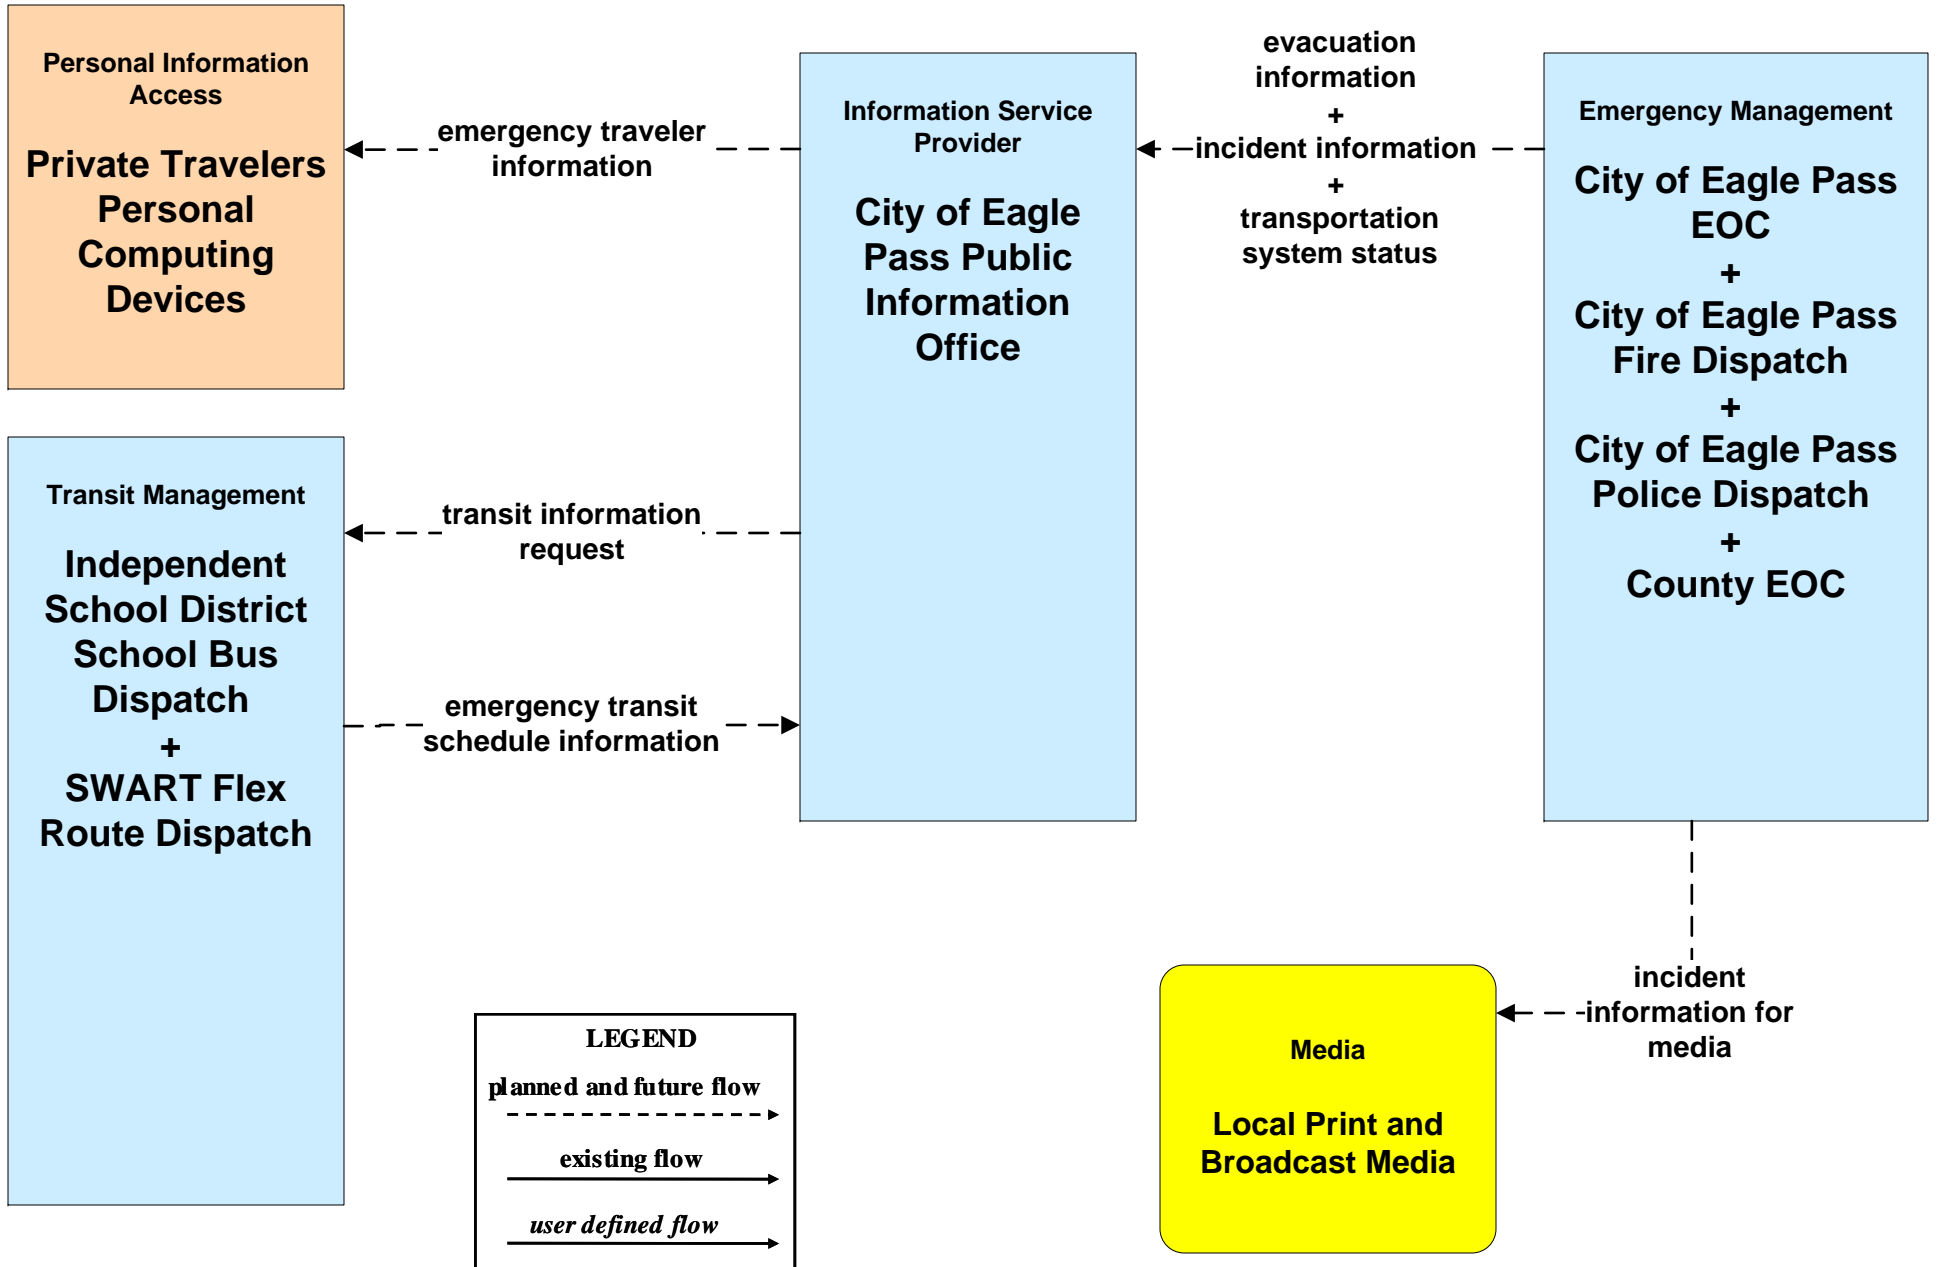 Personal Information
Access
Private Travelers
Personal
Computing
Devices
emergency traveler
information
Information Service
Provider
City of Eagle
Pass Public
Information
Office
evacuation
information
+
incident information
+
transportation
system status
Emergency Management
City of Eagle Pass
EOC
+
City of Eagle Pass
Fire Dispatch
+
City of Eagle Pass
Police Dispatch
+
County EOC
Transit Management
Independent
School District
School Bus
Dispatch
+
SWART Flex
Route Dispatch
transit information
request
emergency transit
schedule information
incident
information for
media
Media
Local Print and
Broadcast Media
LEGEND
planned and future flow
existing flow
user defined flow